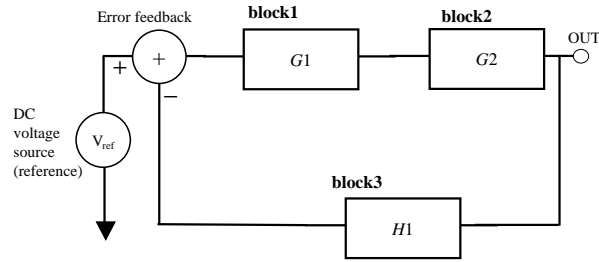 block1
block2
Error feedback
OUT
+
+
G1
G2
−
DC
voltage
source
(reference)
Vref
block3
H1